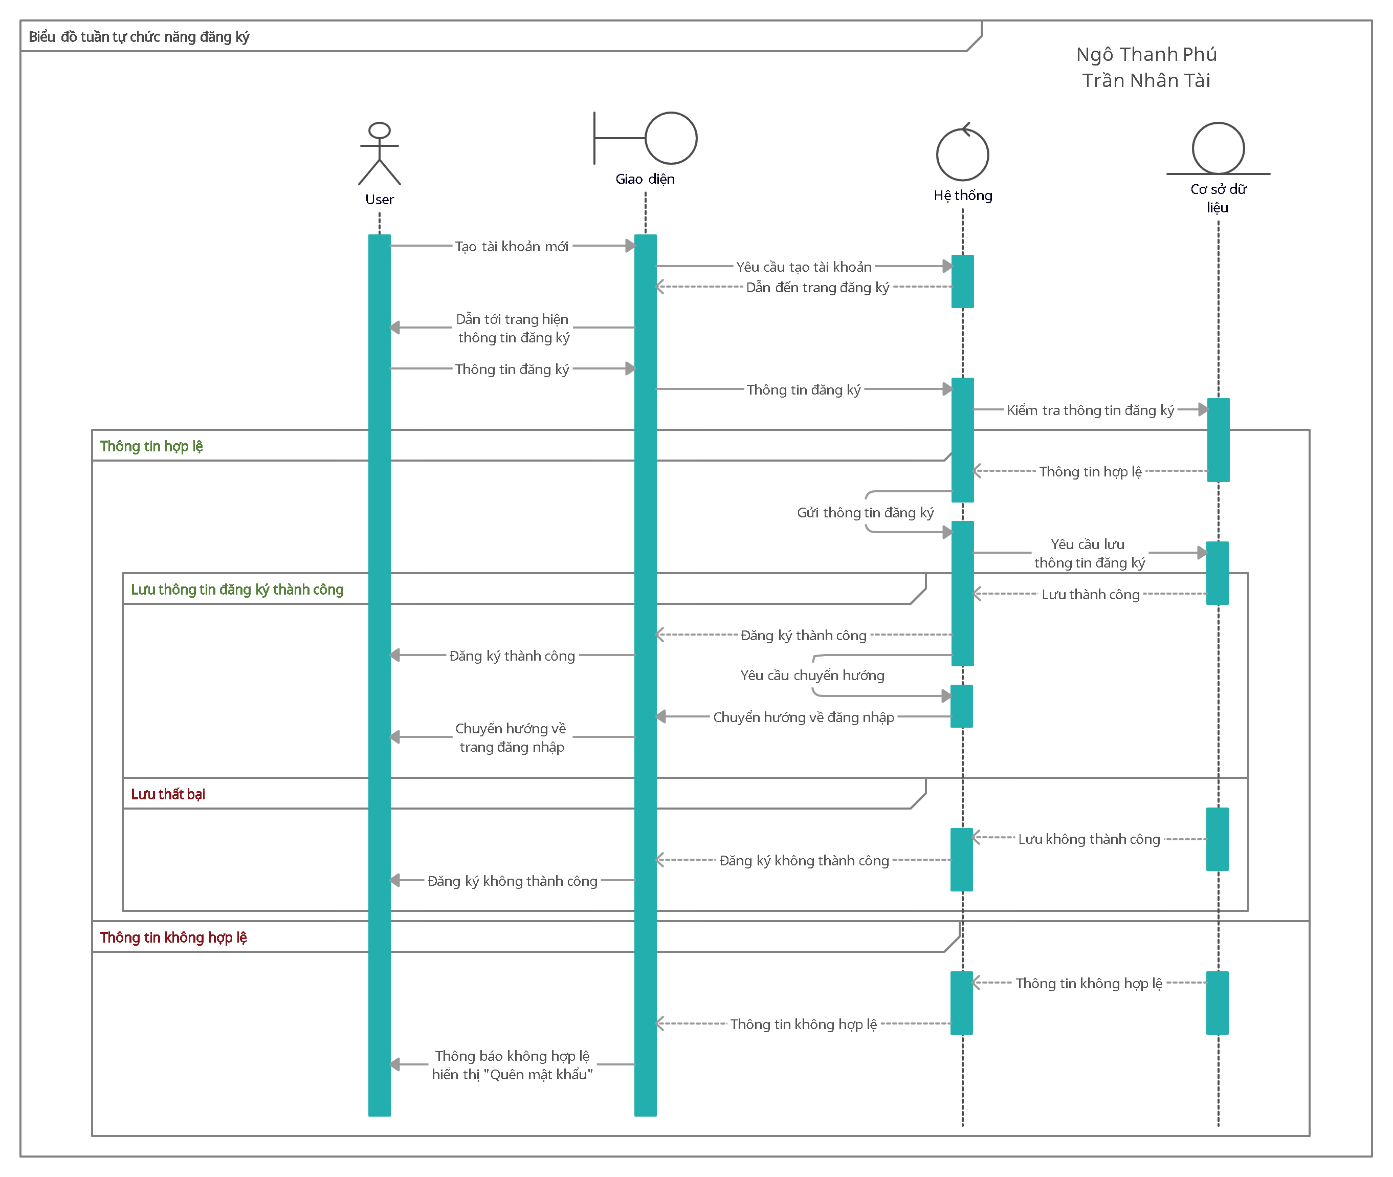 Biểu đồ tuần tự chức năng đăng ký
Ngô Thanh Phú
Trần Nhân Tài
User
Giao diện
Hệ thống
Cơ sở dữ
liệu
Tạo tài khoản mới
Yêu cầu tạo tài khoản
Dẫn đến trang đăng ký
Dẫn tới trang hiện
thông tin đăng ký
Thông tin đăng ký
Thông tin đăng ký
Kiểm tra thông tin đăng ký
Thông tin hợp lệ
Thông tin hợp lệ
Gửi thông tin đăng ký
Yêu cầu lưu
thông tin đăng ký
Lưu thông tin đăng ký thành công
Lưu thành công
Đăng ký thành công
Đăng ký thành công
Yêu cầu chuyển hướng
Chuyển hướng về đăng nhập
Chuyển hướng về
trang đăng nhập
Lưu thất bại
Lưu không thành công
Đăng ký không thành công
Đăng ký không thành công
Thông tin không hợp lệ
Thông tin không hợp lệ
Thông tin không hợp lệ
Thông báo không hợp lệ
hiển thị "Quên mật khẩu"